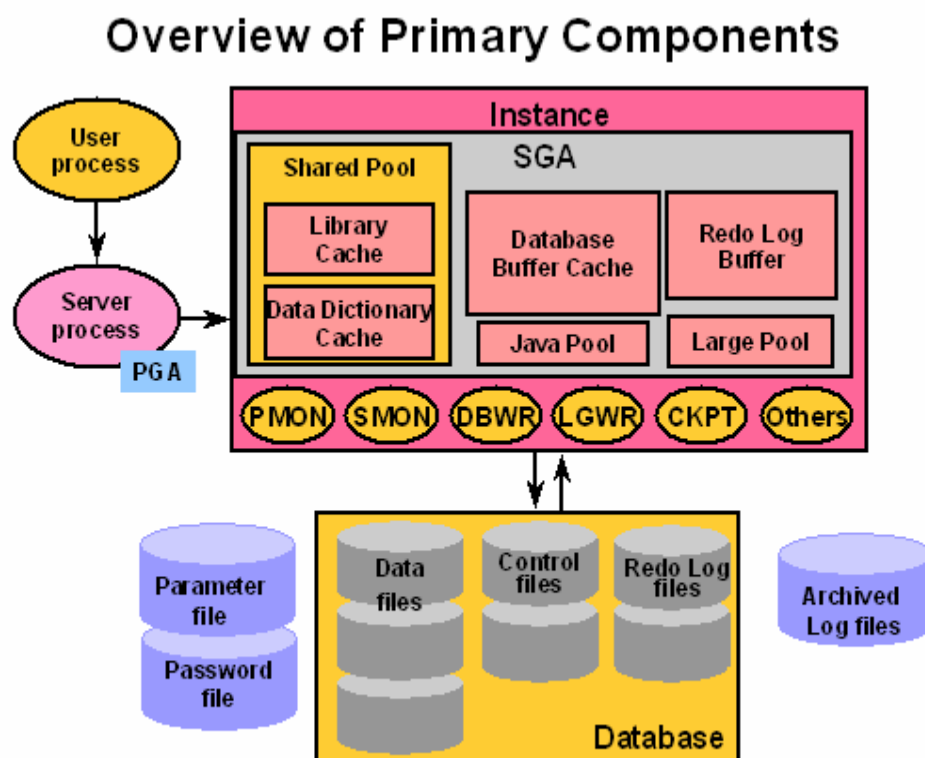 Overview of Primary Components
User
process
Server
process
PGA
Instance
SGA
Shared Pool
Library
Cache
Data Dictionary
Cache
Database
Buffer Cache
Redo Log
Buffer
Java Pool
Large Pool
PMON
SMON
DBWR
LGWR
CKPT
Others
Parameter
file
Password
file
Data
files
Control
files
Redo Log
files
Database
Archived
Log files